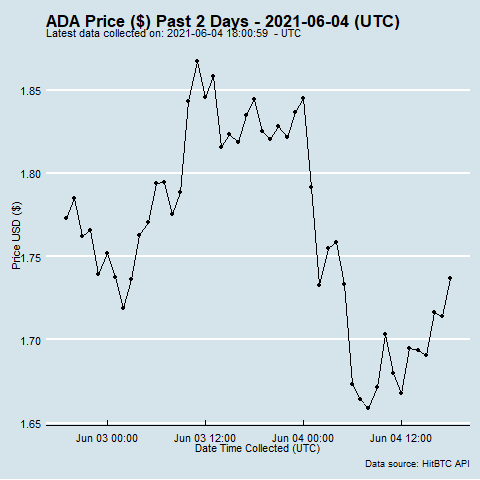 ADA Price ($) Past 2 Days - 2021-06-04 (UTC)
Latest data collected on: 2021-06-04 18:00:59 - UTC
1.85
1.80
1.75
1.70
1.65
Price USD ($)
Jun 03 00:00
Jun 03 12:00
Jun 04 00:00
Jun 04 12:00
Date Time Collected (UTC)
Data source: HitBTC API